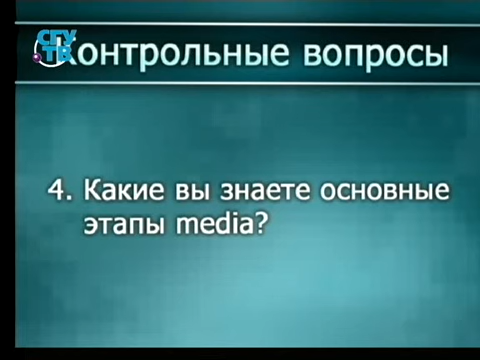 СГУ
ТВ
Контрольные вопросы
4. Какие вы знаете основные
этапы media?